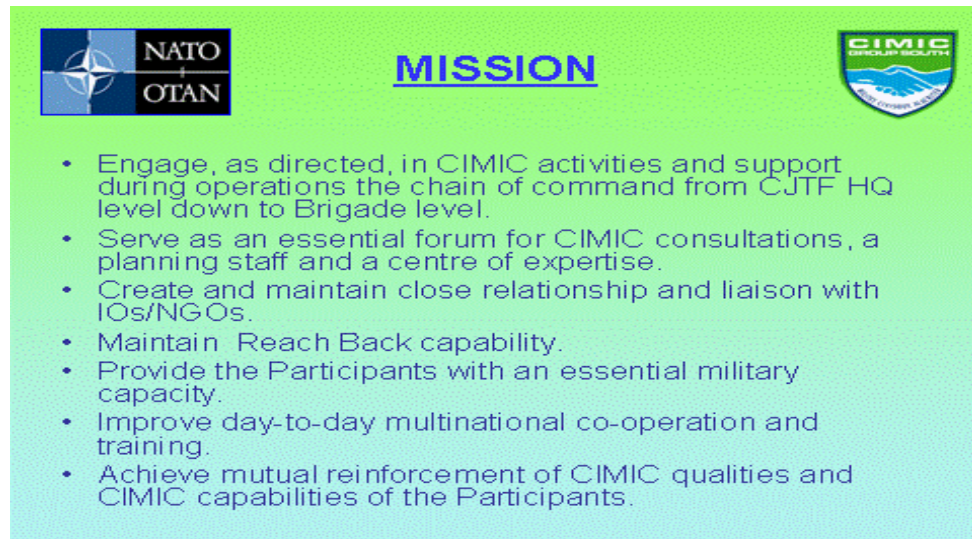 NATO
OTAN
MISSION
CIMIC
GROUP SOUTH
• Engage, as directed, in CIMIC activities and support
during operations the chain of command from CJTF HQ
level down to Brigade level.
• Serve as an essential forum for CIMIC consultations, a
planning staff and a centre of expertise.
• Create and maintain close relationship and liaison with
IOs/NGOs.
• Maintain  Reach Back capability.
• Provide the Participants with an essential military
capacity.
• Improve day-to-day multinational co-operation and
training.
• Achieve mutual reinforcement of CIMIC qualities and
CIMIC capabilities of the Participants.